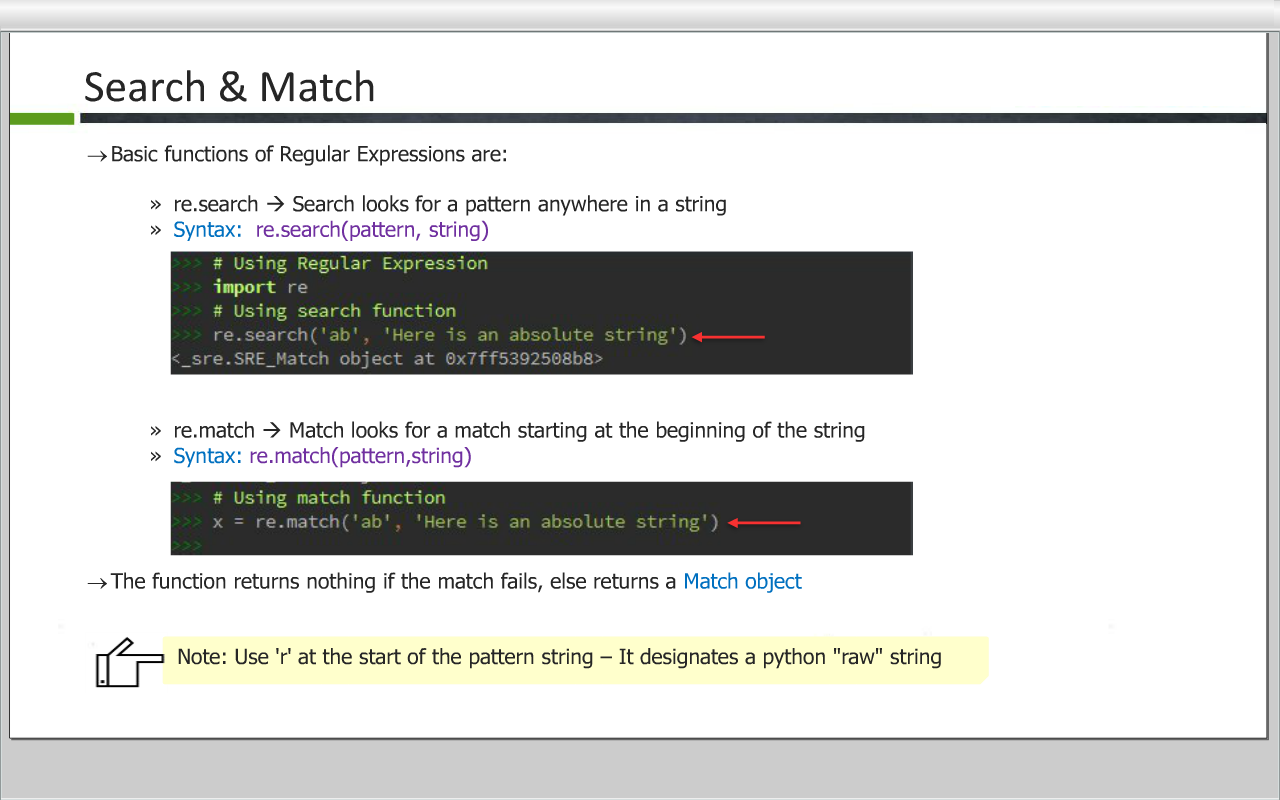 Search & Match
→Basic functions of Regular Expressions are:
» re.search → Search looks for a pattern anywhere in a string
» Syntax: re.search(pattern, string)
>>> # Using Regular Expression
>>> import re
>>> # Using search function
>>> re.search('ab', 'Here is an absolute string')
<_sre.SRE_Match object at 0x7ff5392508b8>
» re.match → Match looks for a match starting at the beginning of the string
» Syntax: re.match(pattern,string)
>>> # Using match function
>>> x = re.match('ab', 'Here is an absolute string')
>>>
→The function returns nothing if the match fails, else returns a Match object
Note: Use 'r' at the start of the pattern string – It designates a python "raw" string